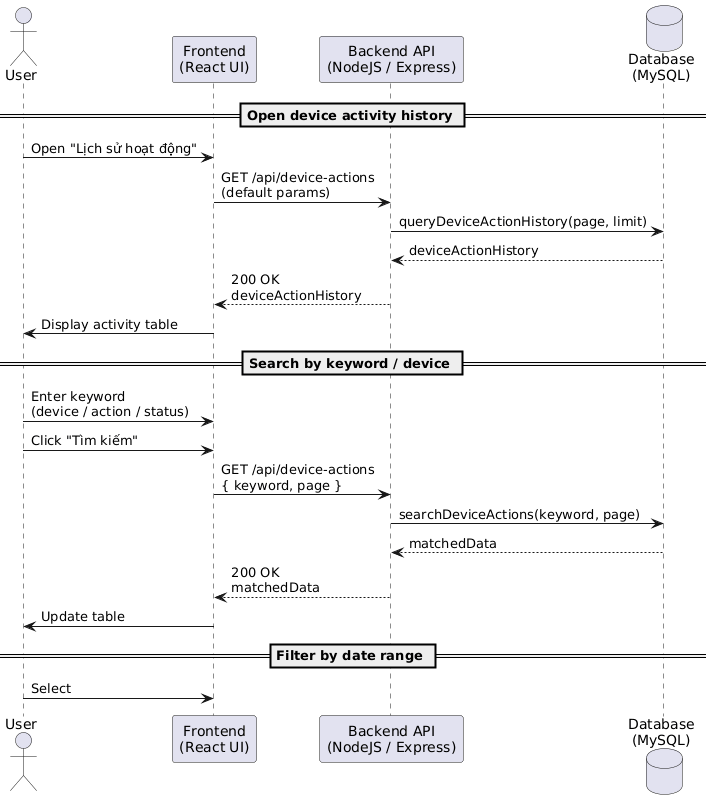 User
Frontend
(React UI)
Backend API
(NodeJS / Express)
Database
(MySQL)
Open device activity history
Open "Lịch sử hoạt động"
GET /api/device-actions
(default params)
queryDeviceActionHistory(page, limit)
deviceActionHistory
200 OK
deviceActionHistory
Display activity table
Search by keyword / device
Enter keyword
(device / action / status)
Click "Tìm kiếm"
GET /api/device-actions
{ keyword, page }
searchDeviceActions(keyword, page)
matchedData
200 OK
matchedData
Update table
Filter by date range
Select
User
Frontend
(React UI)
Backend API
(NodeJS / Express)
Database
(MySQL)